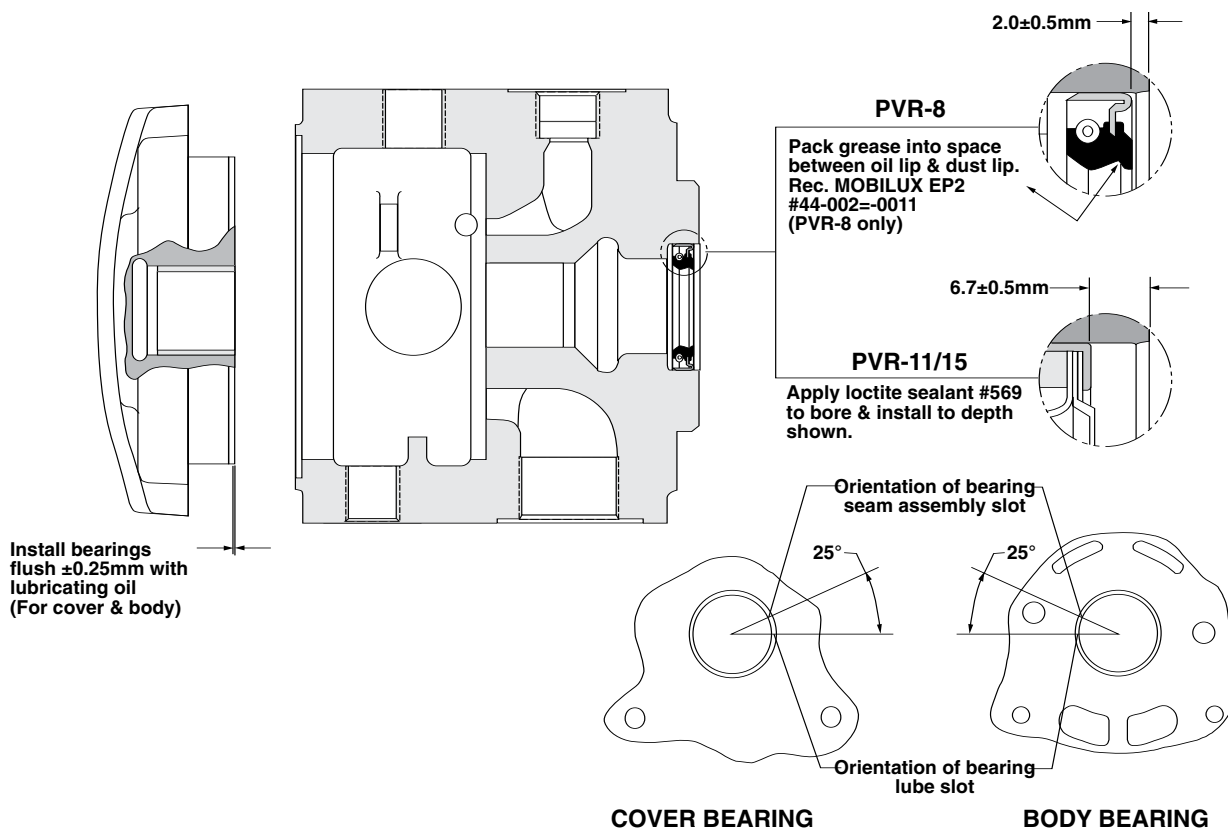 2.0±0.5mm
PVR-8
Pack grease into space
between oil lip & dust lip.
Rec. MOBILUX EP2
#44-002=-0011
(PVR-8 only)
6.7±0.5mm
PVR-11/15
Apply loctite sealant #569
to bore & install to depth
shown.
Install bearings
flush ±0.25mm with
lubricating oil
(For cover & body)
Orientation of bearing
seam assembly slot
25°
25°
Orientation of bearing
lube slot
COVER BEARING
BODY BEARING